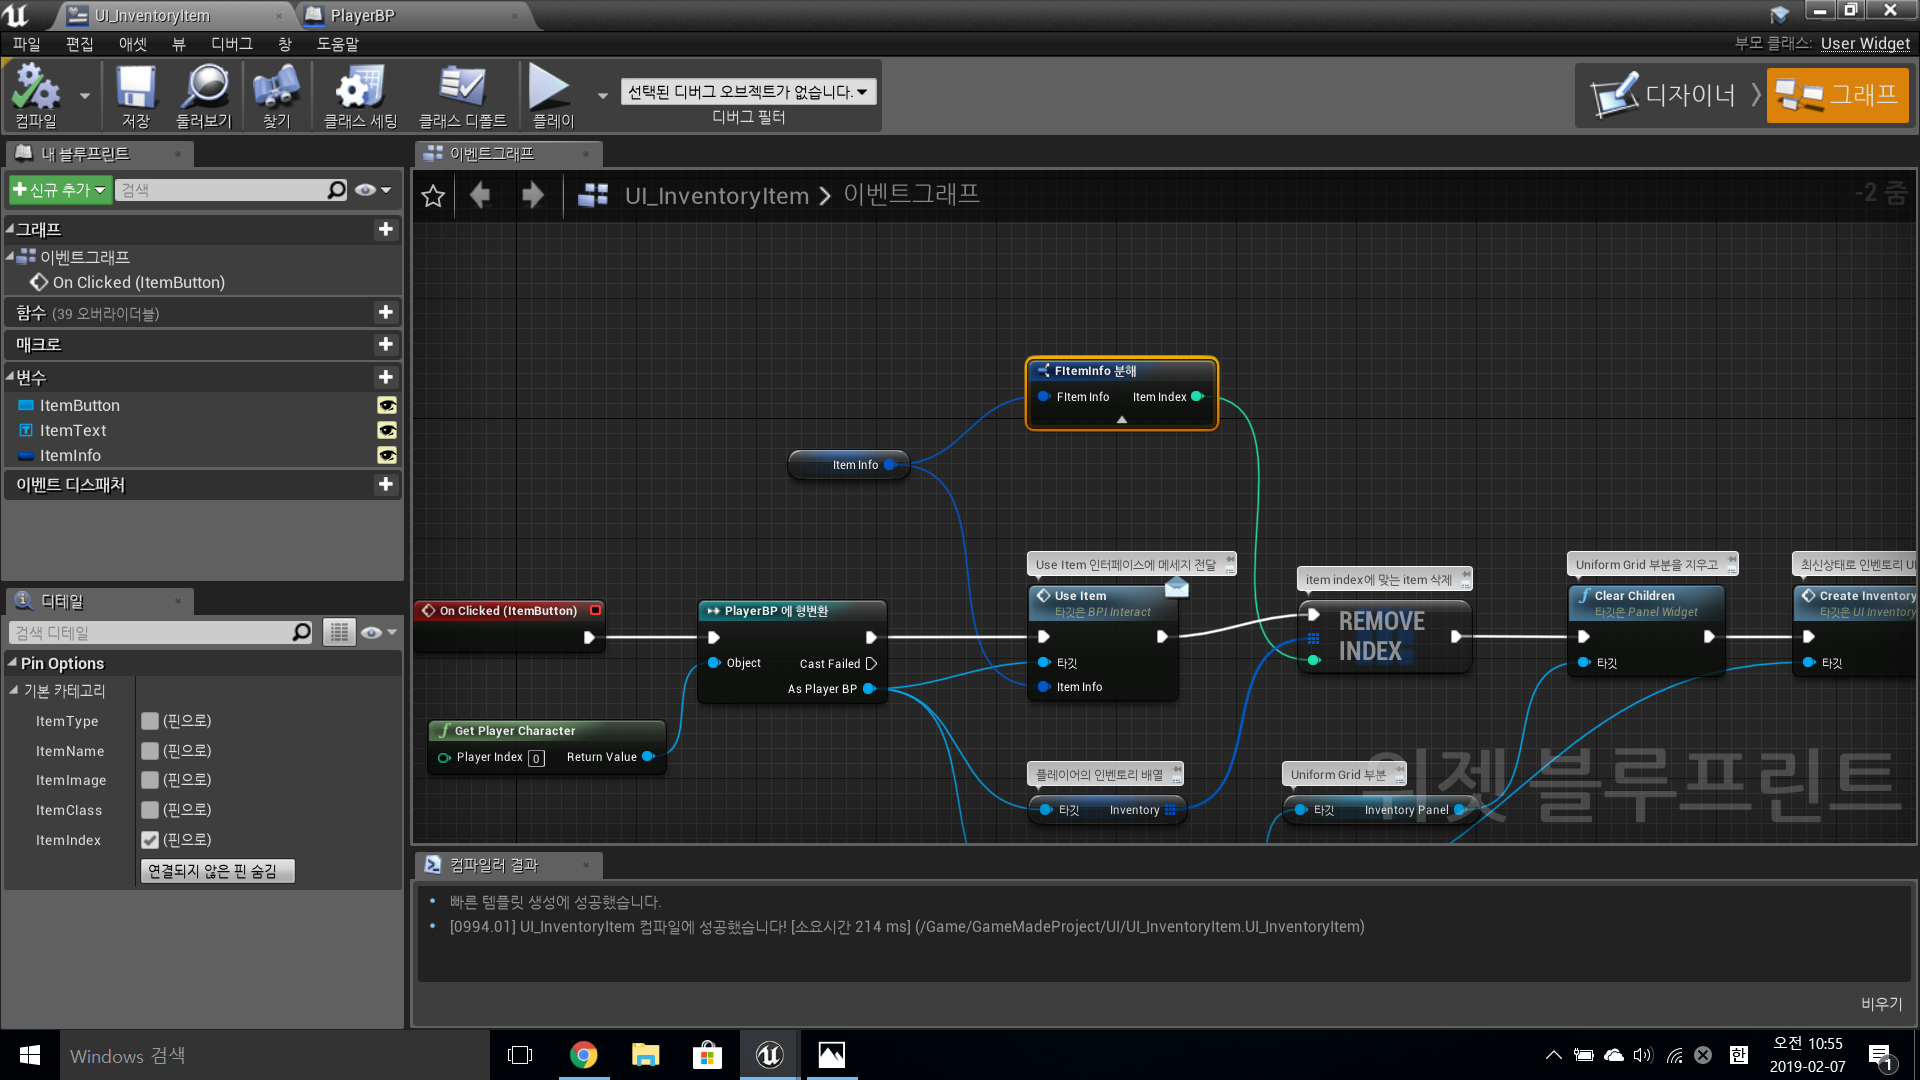 UI_InventoryItem
PlayerBP
파일 편집 애셋 뷰 디버그 창 도움말
부모 클래스: User Widget
컴파일
저장
둘러보기
찾기
클래스 세팅
클래스 디폴트
플레이
선택된 디버그 오브젝트가 없습니다.
디버그 필터
디자이너
그래프
내 블루프린트
신규 추가
검색
그래프
이벤트그래프
On Clicked (ItemButton)
함수 (39 오버라이더블)
매크로
변수
ItemButton
ItemText
ItemInfo
이벤트 디스패처
디테일
검색 디테일
Pin Options
기본 카테고리
ItemType (핀으로)
ItemName (핀으로)
ItemImage (핀으로)
ItemClass (핀으로)
ItemIndex (핀으로)
연결되지 않은 핀 숨김
이벤트그래프
UI_InventoryItem > 이벤트그래프
-2 줌
FItemInfo 분해
FItem Info Item Index
Item Info
On Clicked (ItemButton)
PlayerBP 에 형변환
Object Cast Failed
As Player BP
Get Player Character
Player Index 0 Return Value
Use Item 인터페이스에 메세지 전달
Use Item
타깃은 BPI Interact
타깃
Item Info
item index에 맞는 item 삭제
REMOVE
INDEX
Uniform Grid 부분을 지우고
Clear Children
타깃은 Panel Widget
타깃
최신상태로 인벤토리 UI
Create Inventory
타깃은 UI Inventory
타깃
플레이어의 인벤토리 배열
타깃 Inventory
Uniform Grid 부분
타깃 Inventory Panel
위젯 블루프린트
컴파일러 결과
빠른 템플릿 생성에 성공했습니다.
[0994.01] UI_InventoryItem 컴파일에 성공했습니다! [소요시간 214 ms] (/Game/GameMadeProject/UI/UI_InventoryItem.UI_InventoryItem)
비우기
Windows 검색
한
오전 10:55
2019-02-07
1